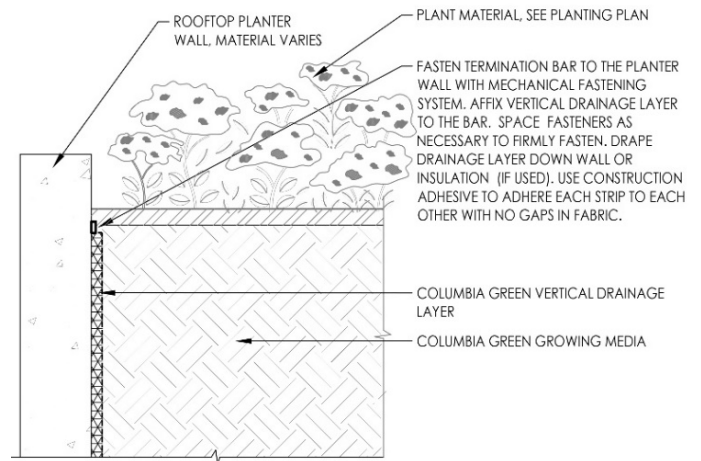 ROOFTOP PLANTER
WALL, MATERIAL VARIES
PLANT MATERIAL, SEE PLANTING PLAN
FASTEN TERMINATION BAR TO THE PLANTER
WALL WITH MECHANICAL FASTENING
SYSTEM. AFFIX VERTICAL DRAINAGE LAYER
TO THE BAR. SPACE FASTENERS AS
NECESSARY TO FIRMLY FASTEN. DRAPE
DRAINAGE LAYER DOWN WALL OR
INSULATION (IF USED). USE CONSTRUCTION
ADHESIVE TO ADHERE EACH STRIP TO EACH
OTHER WITH NO GAPS IN FABRIC.
COLUMBIA GREEN VERTICAL DRAINAGE
LAYER
COLUMBIA GREEN GROWING MEDIA